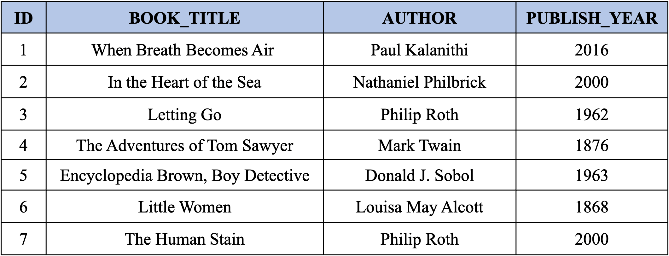 ID BOOK_TITLE AUTHOR PUBLISH_YEAR
1 When Breath Becomes Air Paul Kalanithi 2016
2 In the Heart of the Sea Nathaniel Philbrick 2000
3 Letting Go Philip Roth 1962
4 The Adventures of Tom Sawyer Mark Twain 1876
5 Encyclopedia Brown, Boy Detective Donald J. Sobol 1963
6 Little Women Louisa May Alcott 1868
7 The Human Stain Philip Roth 2000